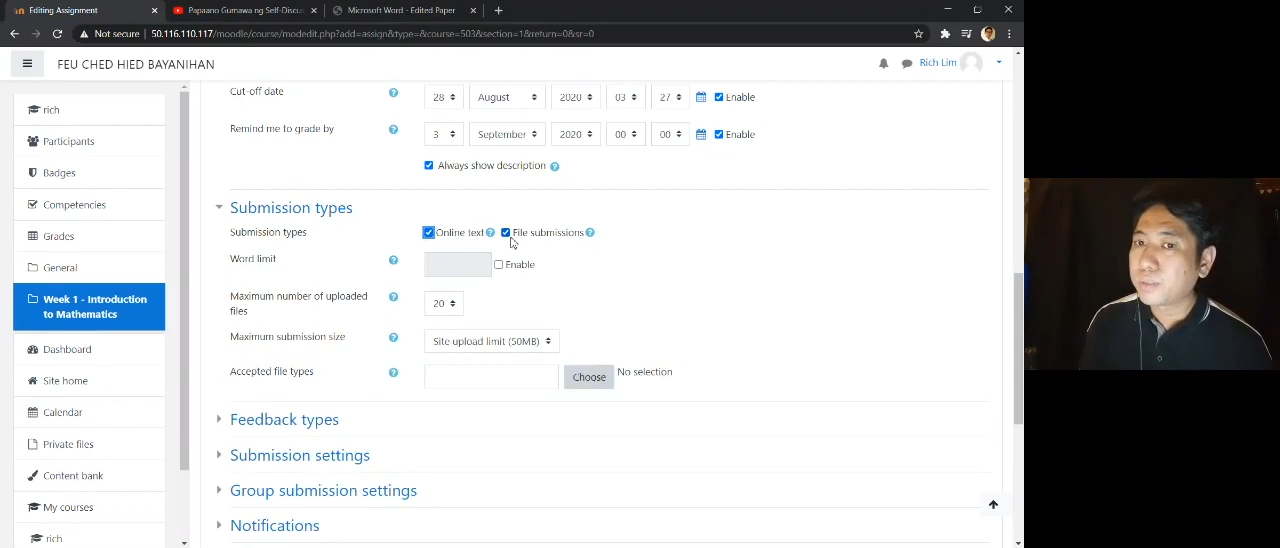 Editing Assignment
Papaano Gumawa ng Self-Discus
Microsoft Word - Edited Paper
Not secure | 50.116.110.117/moodle/course/modedit.php?add=assign&type=&course=503&section=1&return=0&sr=0
FEU CHED HIED BAYANIHAN
Rich Lim
rich
Participants
Badges
Competencies
Grades
General
Week 1 - Introduction
to Mathematics
Dashboard
Site home
Calendar
Private files
Content bank
My courses
rich
Cut-off date
28 August 2020 03 27 Enable
Remind me to grade by
3 September 2020 00 00 Enable
Always show description
Submission types
Submission types
Online text File submissions
Word limit
Enable
Maximum number of uploaded
files
20
Maximum submission size
Site upload limit (50MB)
Accepted file types
Choose No selection
Feedback types
Submission settings
Group submission settings
Notifications